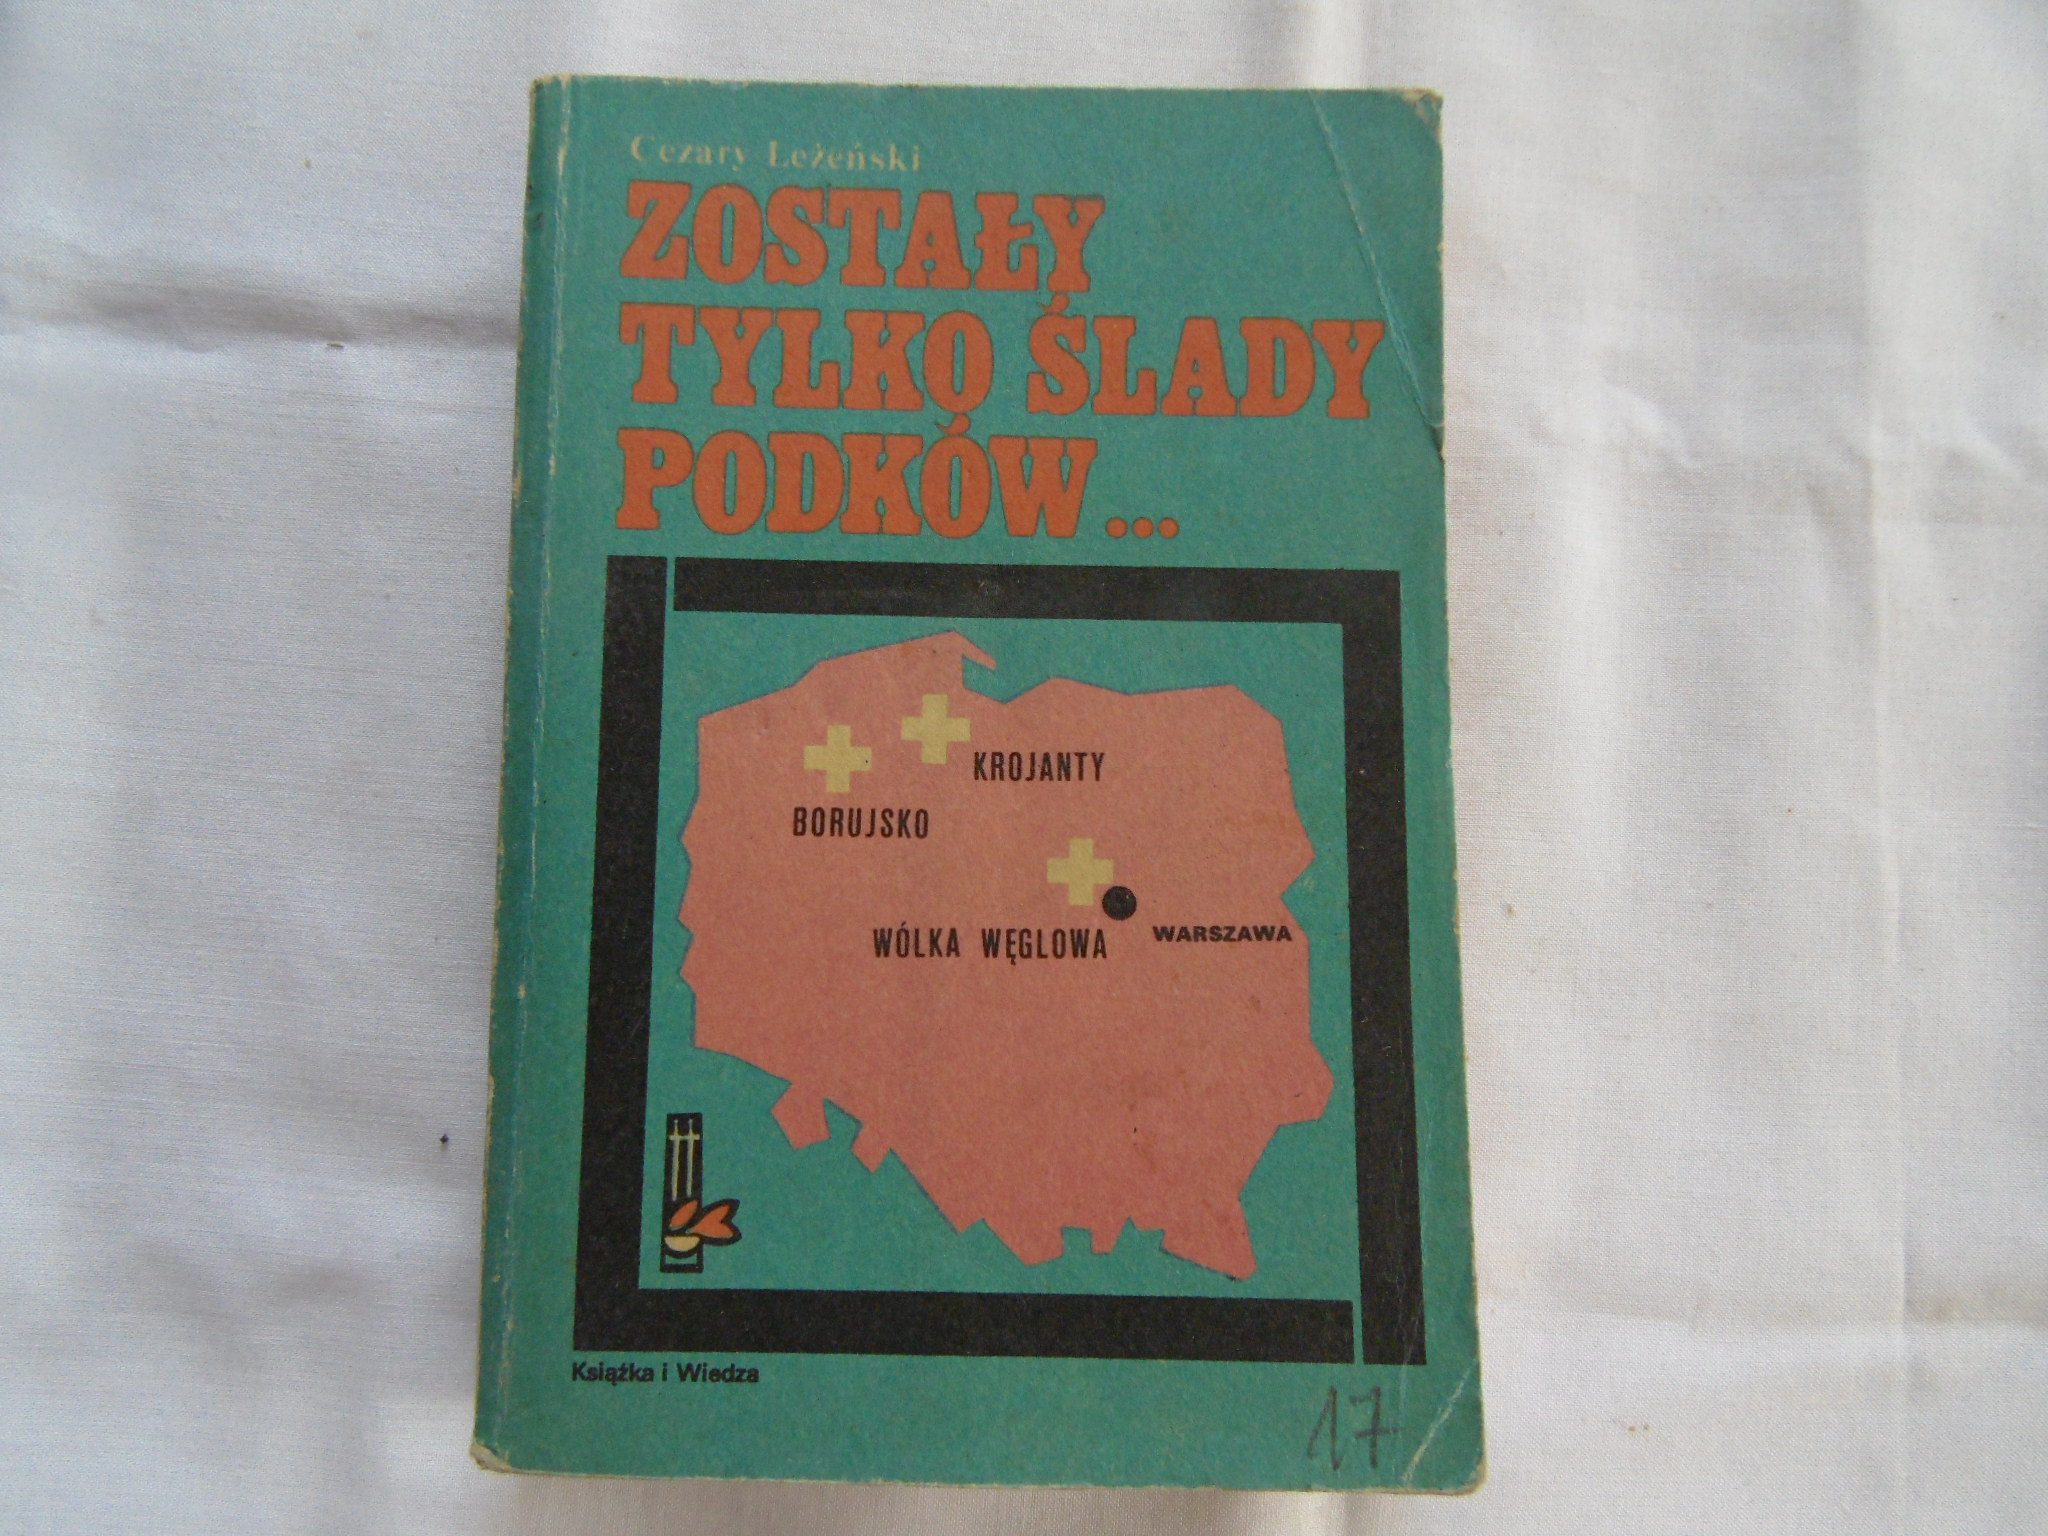 Cezary Leżeński
ZOSTAŁY
TYLKO ŚLADY
PODKÓW...
KROJANTY
BORUJSKO
WÓLKA WĘGLOWA
WARSZAWA
Książka i Wiedza
17